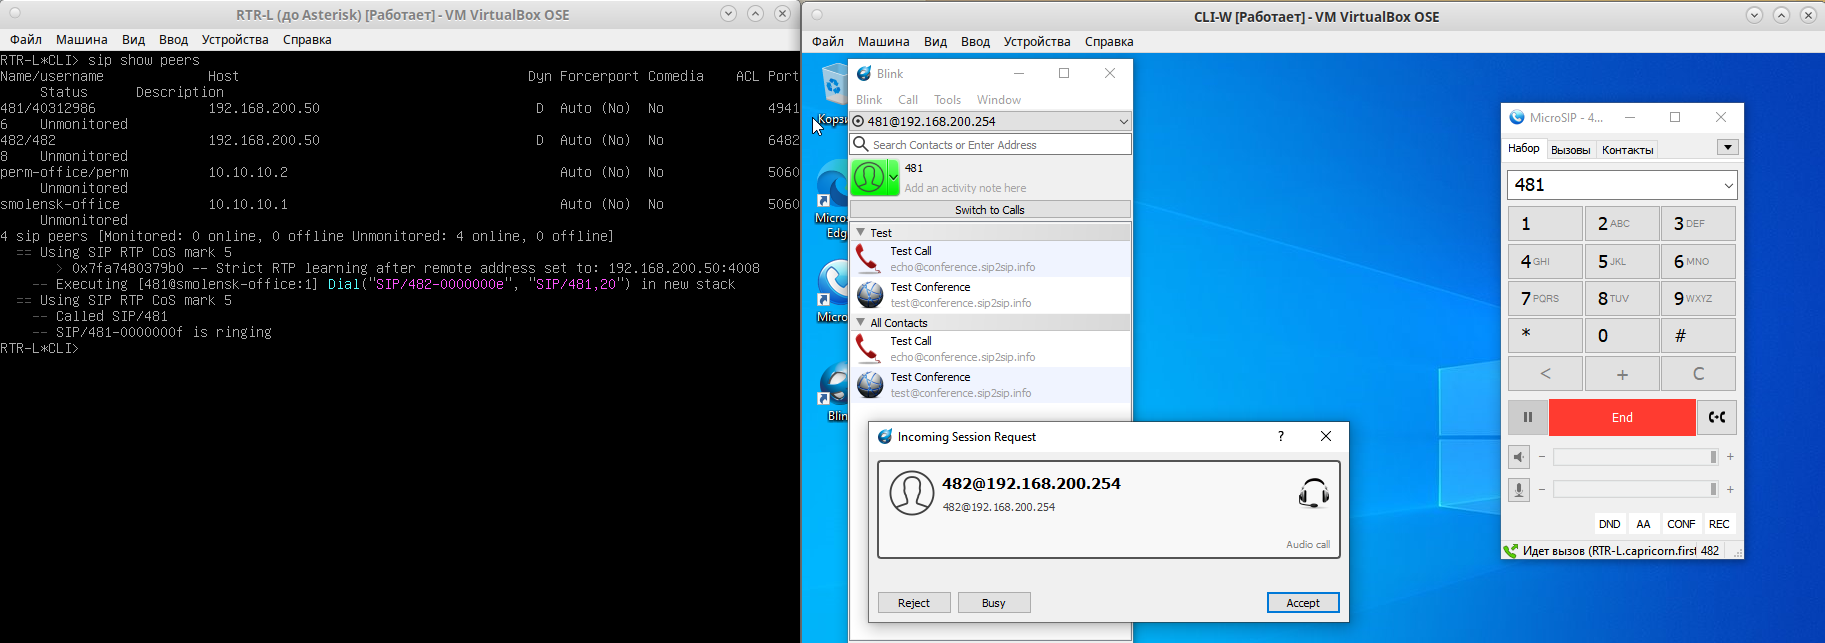 RTR-L (до Asterisk) [Работает] - VM VirtualBox OSE
Файл Машина Вид Ввод Устройства Справка
RTR-L*CLI> sip show peers
Name/username Host Dyn Forcerport Comedia ACL Port
Status Description
481/40312986 192.168.200.50 D Auto (No) No 4941
6 Unmonitored
482/482 192.168.200.50 D Auto (No) No 6482
8 Unmonitored
perm-office/perm 10.10.10.2 Auto (No) No 5060
Unmonitored
smolensk-office 10.10.10.1 Auto (No) No 5060
Unmonitored
4 sip peers [Monitored: 0 online, 0 offline Unmonitored: 4 online, 0 offline]
== Using SIP RTP CoS mark 5
> 0x7fa7480379b0 -- Strict RTP learning after remote address set to: 192.168.200.50:4008
-- Executing [481@smolensk-office:1] Dial("SIP/482-0000000e", "SIP/481,20") in new stack
== Using SIP RTP CoS mark 5
-- Called SIP/481
-- SIP/481-0000000f is ringing
RTR-L*CLI>
CLI-W [Работает] - VM VirtualBox OSE
Файл Машина Вид Ввод Устройства Справка
Корзи
Micros
Edg
Micro
Blin
Blink
Blink Call Tools Window
481@192.168.200.254
Search Contacts or Enter Address
481
Add an activity note here
Switch to Calls
Test
Test Call
echo@conference.sip2sip.info
Test Conference
test@conference.sip2sip.info
All Contacts
Test Call
echo@conference.sip2sip.info
Test Conference
test@conference.sip2sip.info
Incoming Session Request ?
482@192.168.200.254
482@192.168.200.254
Audio call
Reject Busy Accept
MicroSIP - 4...
Набор Вызовы Контакты
481
1 2 ABC 3 DEF
4 GHI 5 JKL 6 MNO
7 PQRS 8 TUV 9 WXYZ
* 0 #
< + C
End
- +
- +
DND AA CONF REC
Идет вызов (RTR-L.capricorn.first 482